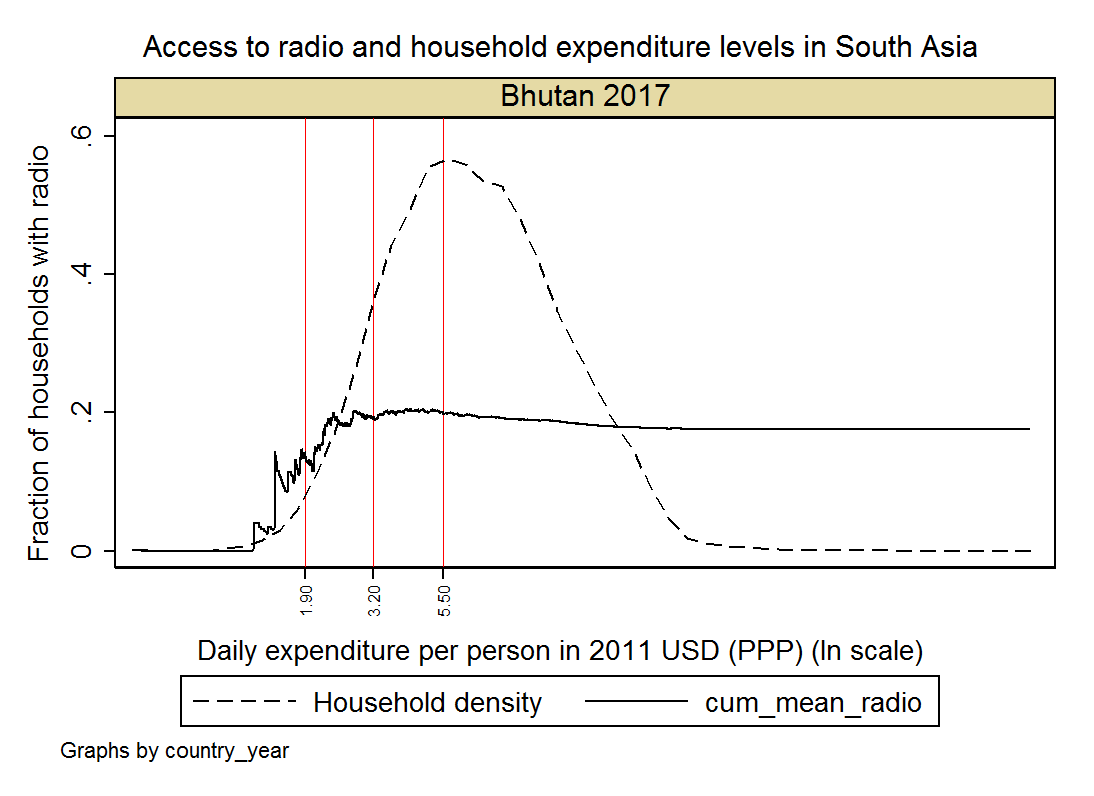 Access to radio and household expenditure levels in South Asia
Bhutan 2017
Fraction of households with radio
.6
.4
.2
0
1.90
3.20
5.50
Daily expenditure per person in 2011 USD (PPP) (ln scale)
Household density
cum_mean_radio
Graphs by country_year